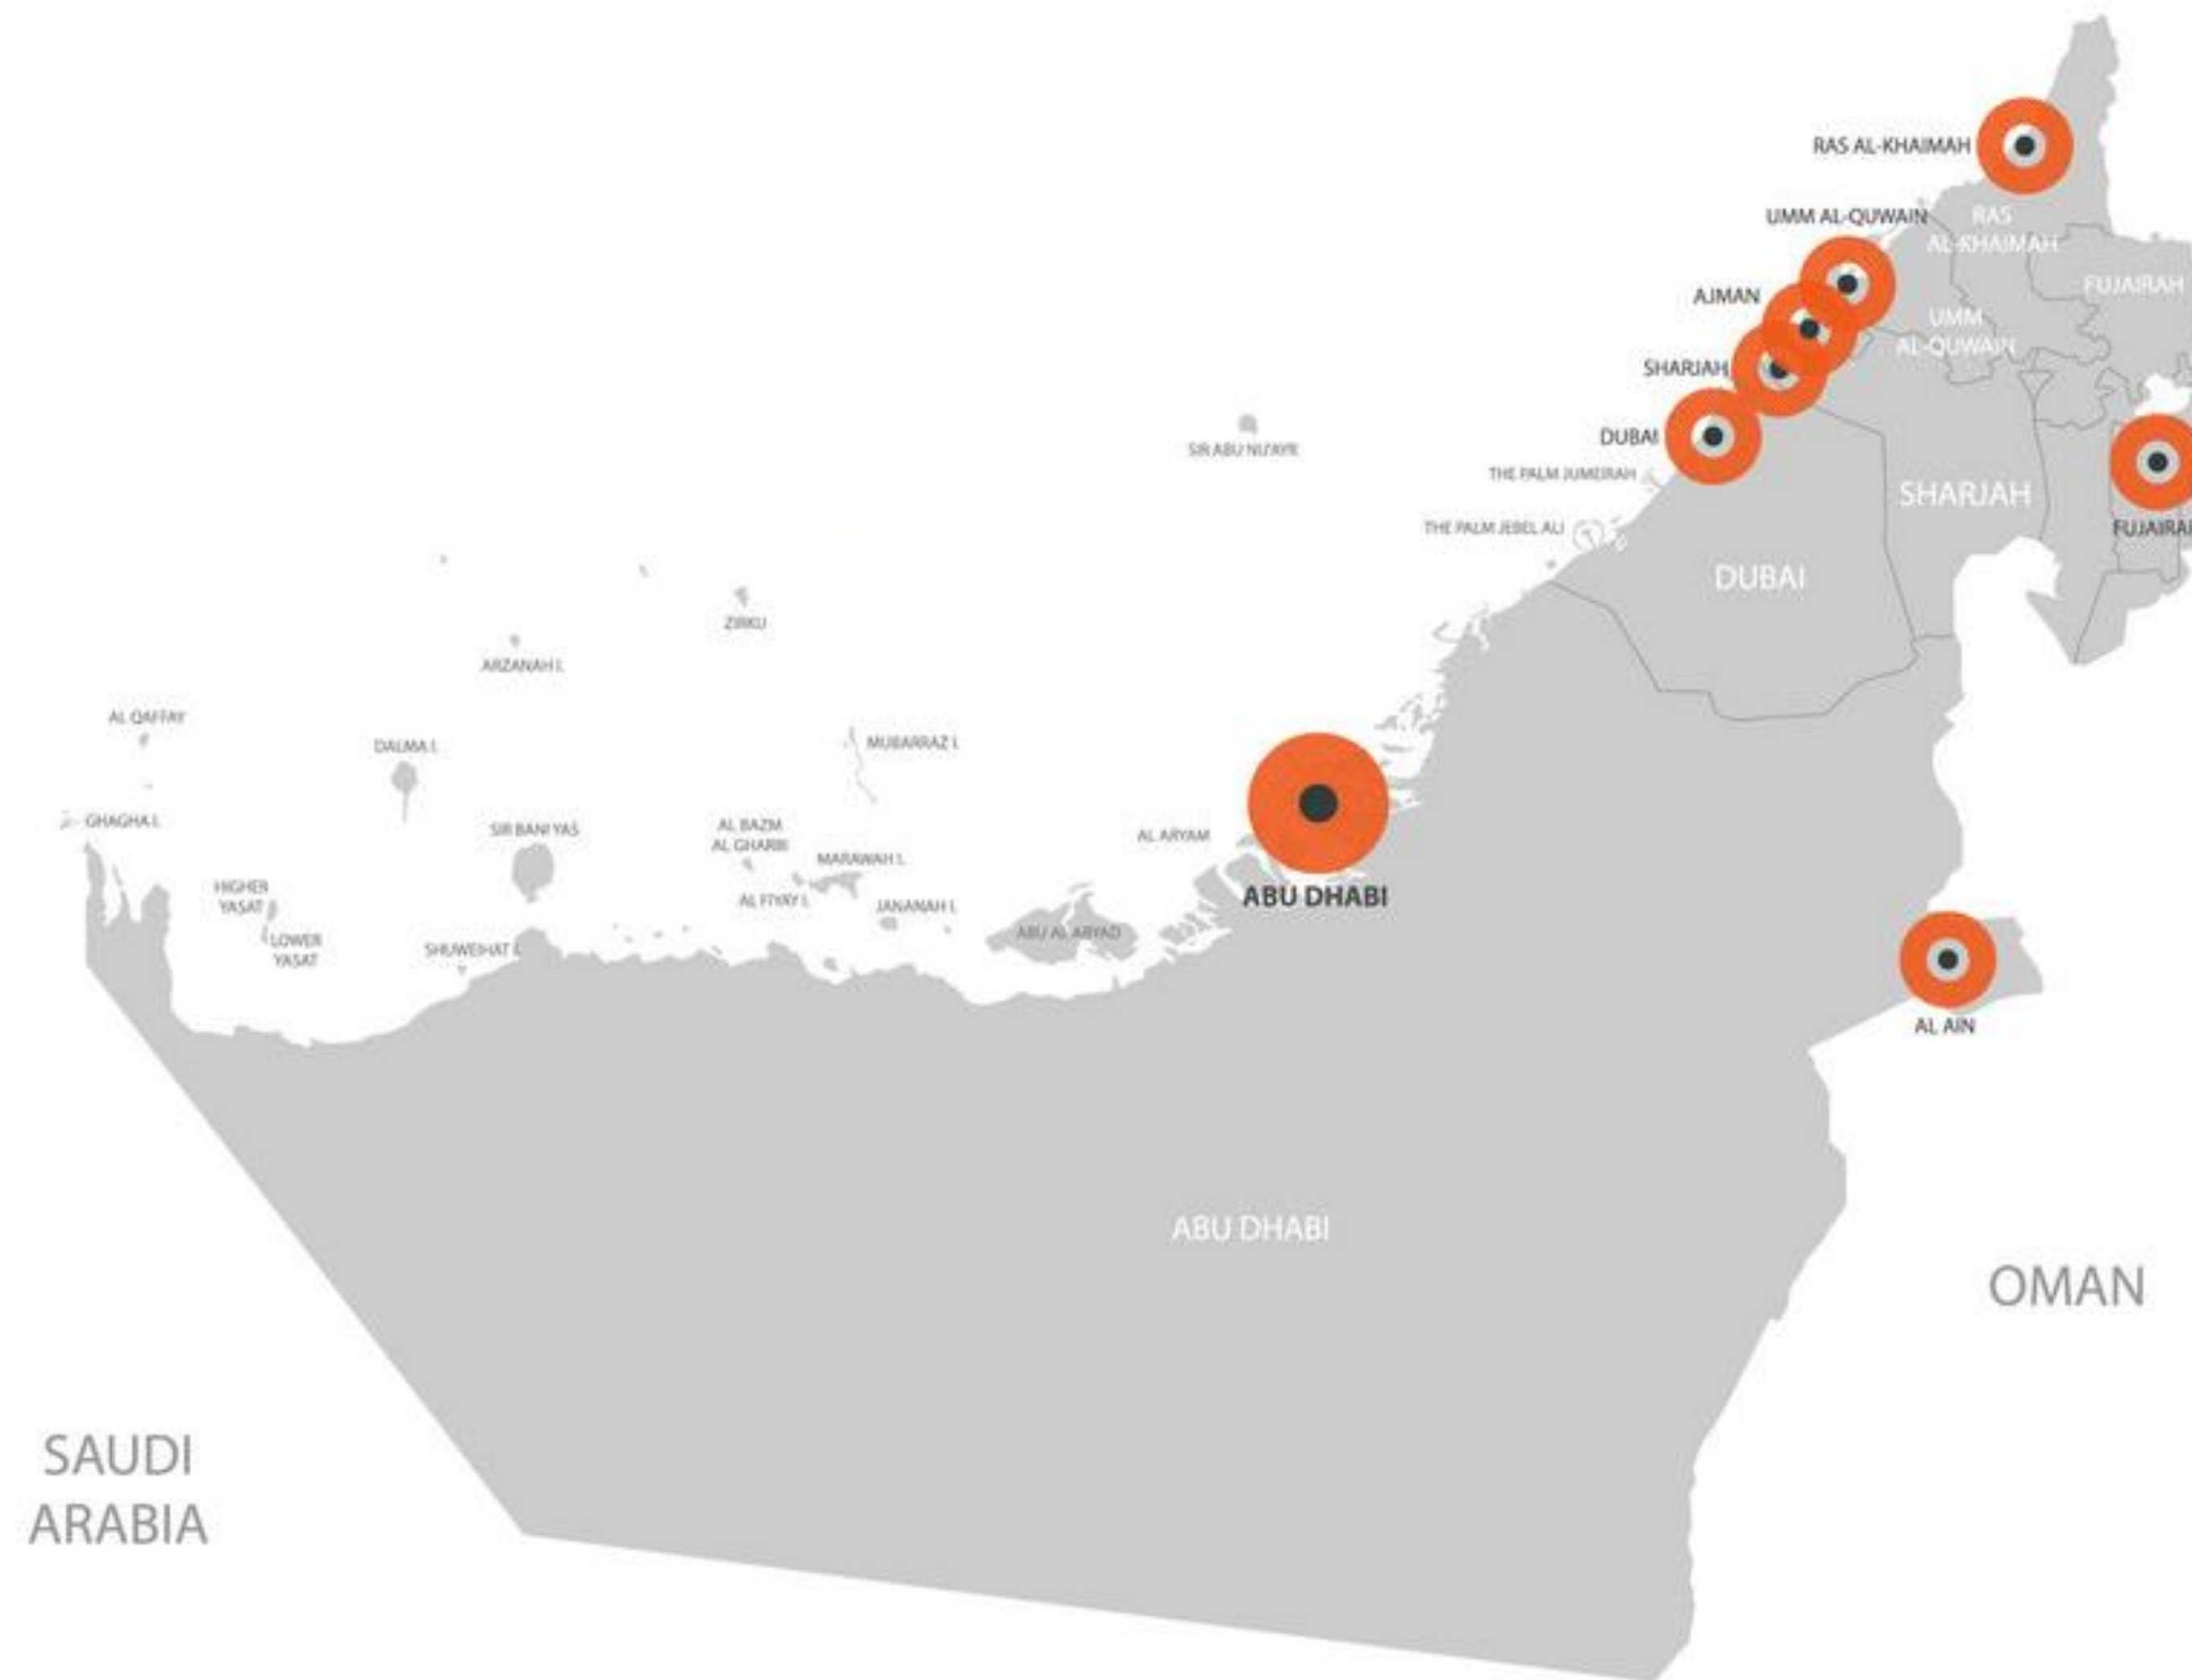 RAS AL-KHAIMAH
UMM AL-QUWAIN
RAS
AL-KHAIMAH
FUJAIRAH
AJMAN
UMM
AL-QUWAIN
SHARJAH
SIR ABU NU'AYR
DUBAI
THE PALM JUMEIRAH
SHARJAH
THE PALM JEBEL ALI
FUJAIRAH
DUBAI
ZIRKU
ARZANAH I.
AL QAFFAY
DALMA I.
MUBARRAZ I.
GHAGHA I.
SIR BANI YAS
AL BAZM
AL GHARBI
AL ARYAM
MARAWAH I.
HIGHER
YASAT
AL FIYAY I.
JANANAH I.
ABU DHABI
ABU AL ABYAD
LOWER
YASAT
SHUWEIHAT I.
AL AIN
ABU DHABI
OMAN
SAUDI
ARABIA